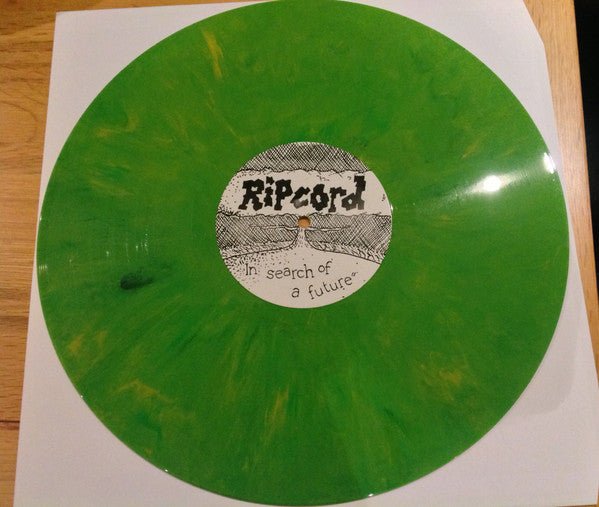 RiPcord
"In search of
a future"